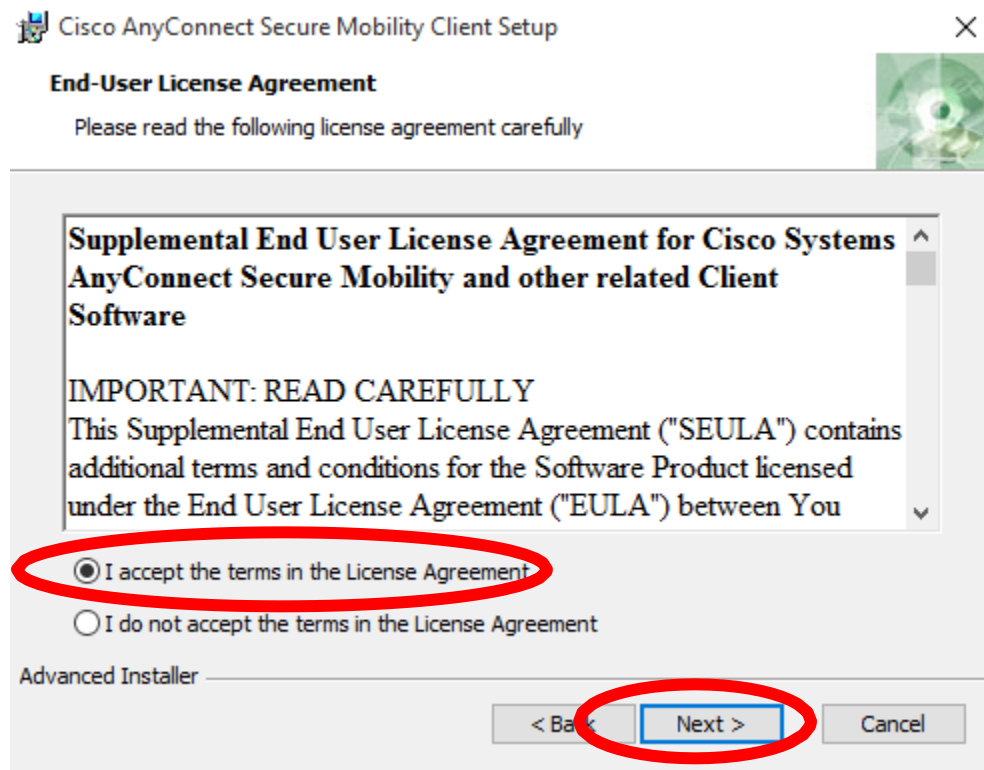 Cisco AnyConnect Secure Mobility Client Setup
End-User License Agreement
Please read the following license agreement carefully
Supplemental End User License Agreement for Cisco Systems
AnyConnect Secure Mobility and other related Client
Software
IMPORTANT: READ CAREFULLY
This Supplemental End User License Agreement ("SEULA") contains
additional terms and conditions for the Software Product licensed
under the End User License Agreement ("EULA") between You
I accept the terms in the License Agreement
I do not accept the terms in the License Agreement
Advanced Installer
< Back Next > Cancel